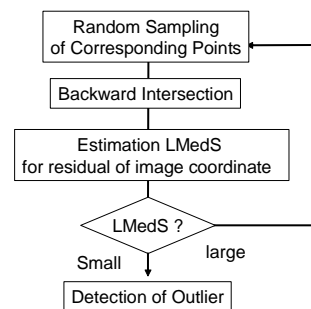 Random Sampling
of Corresponding Points
Backward Intersection
Estimation LMedS
for residual of image coordinate
LMedS ?
Small
large
Detection of Outlier